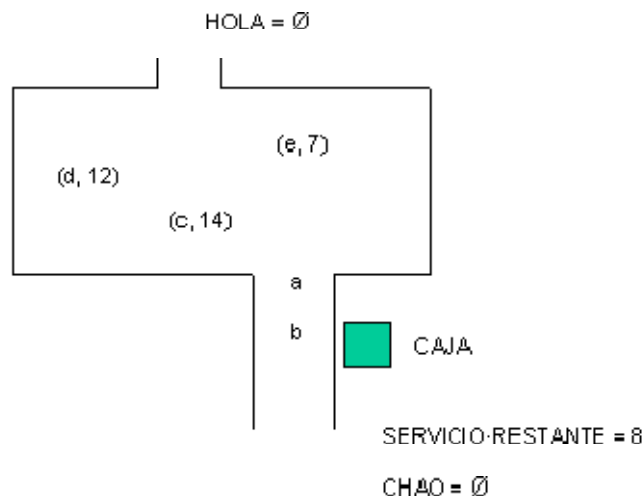 HOLA = Ø
(e, 7)
(d, 12)
(c, 14)
a
b
CAJA
SERVICIO·RESTANTE = 8
CHAO = Ø